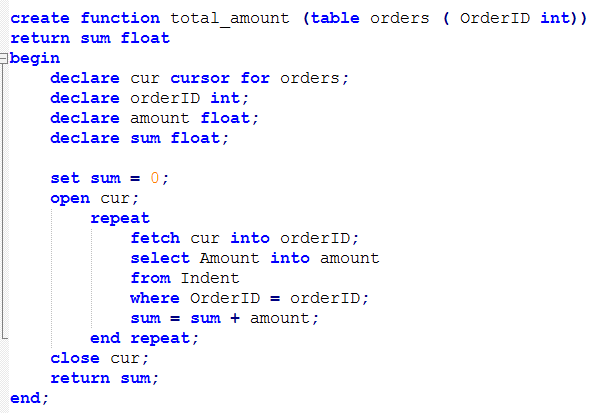 create function total_amount (table orders ( OrderID int))
return sum float
begin
declare cur cursor for orders;
declare orderID int;
declare amount float;
declare sum float;
set sum = 0;
open cur;
repeat
fetch cur into orderID;
select Amount into amount
from Indent
where OrderID = orderID;
sum = sum + amount;
end repeat;
close cur;
return sum;
end;